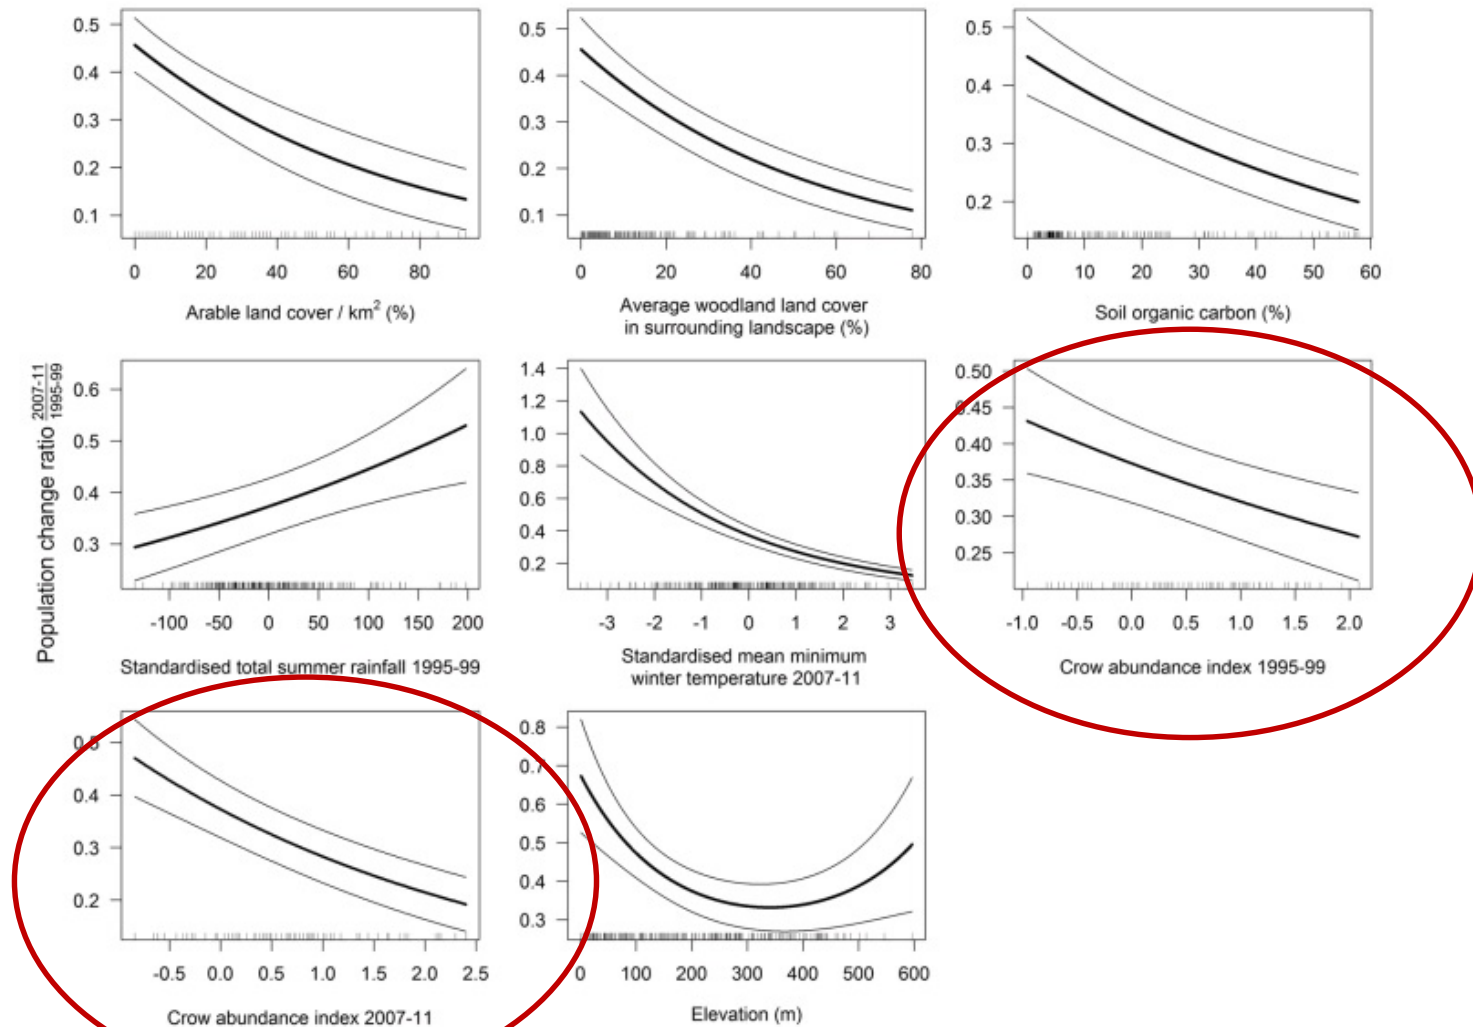 0.5
0.4
0.3
0.2
0.1
0 20 40 60 80
Arable land cover / km² (%)
0.5
0.4
0.3
0.2
0.1
0 20 40 60 80
Average woodland land cover
in surrounding landscape (%)
0.5
0.4
0.3
0.2
0 10 20 30 40 50 60
Soil organic carbon (%)
Population change ratio 2007-11
1995-99
0.6
0.5
0.4
0.3
-100 -50 0 50 100 150 200
Standardised total summer rainfall 1995-99
1.4
1.2
1.0
0.8
0.6
0.4
0.2
-3 -2 -1 0 1 2 3
Standardised mean minimum
winter temperature 2007-11
0.50
0.45
0.40
0.35
0.30
0.25
-1.0 -0.5 0.0 0.5 1.0 1.5 2.0
Crow abundance index 1995-99
0.5
0.4
0.3
0.2
-0.5 0.0 0.5 1.0 1.5 2.0 2.5
Crow abundance index 2007-11
0.8
0.7
0.6
0.5
0.4
0.3
0 100 200 300 400 500 600
Elevation (m)